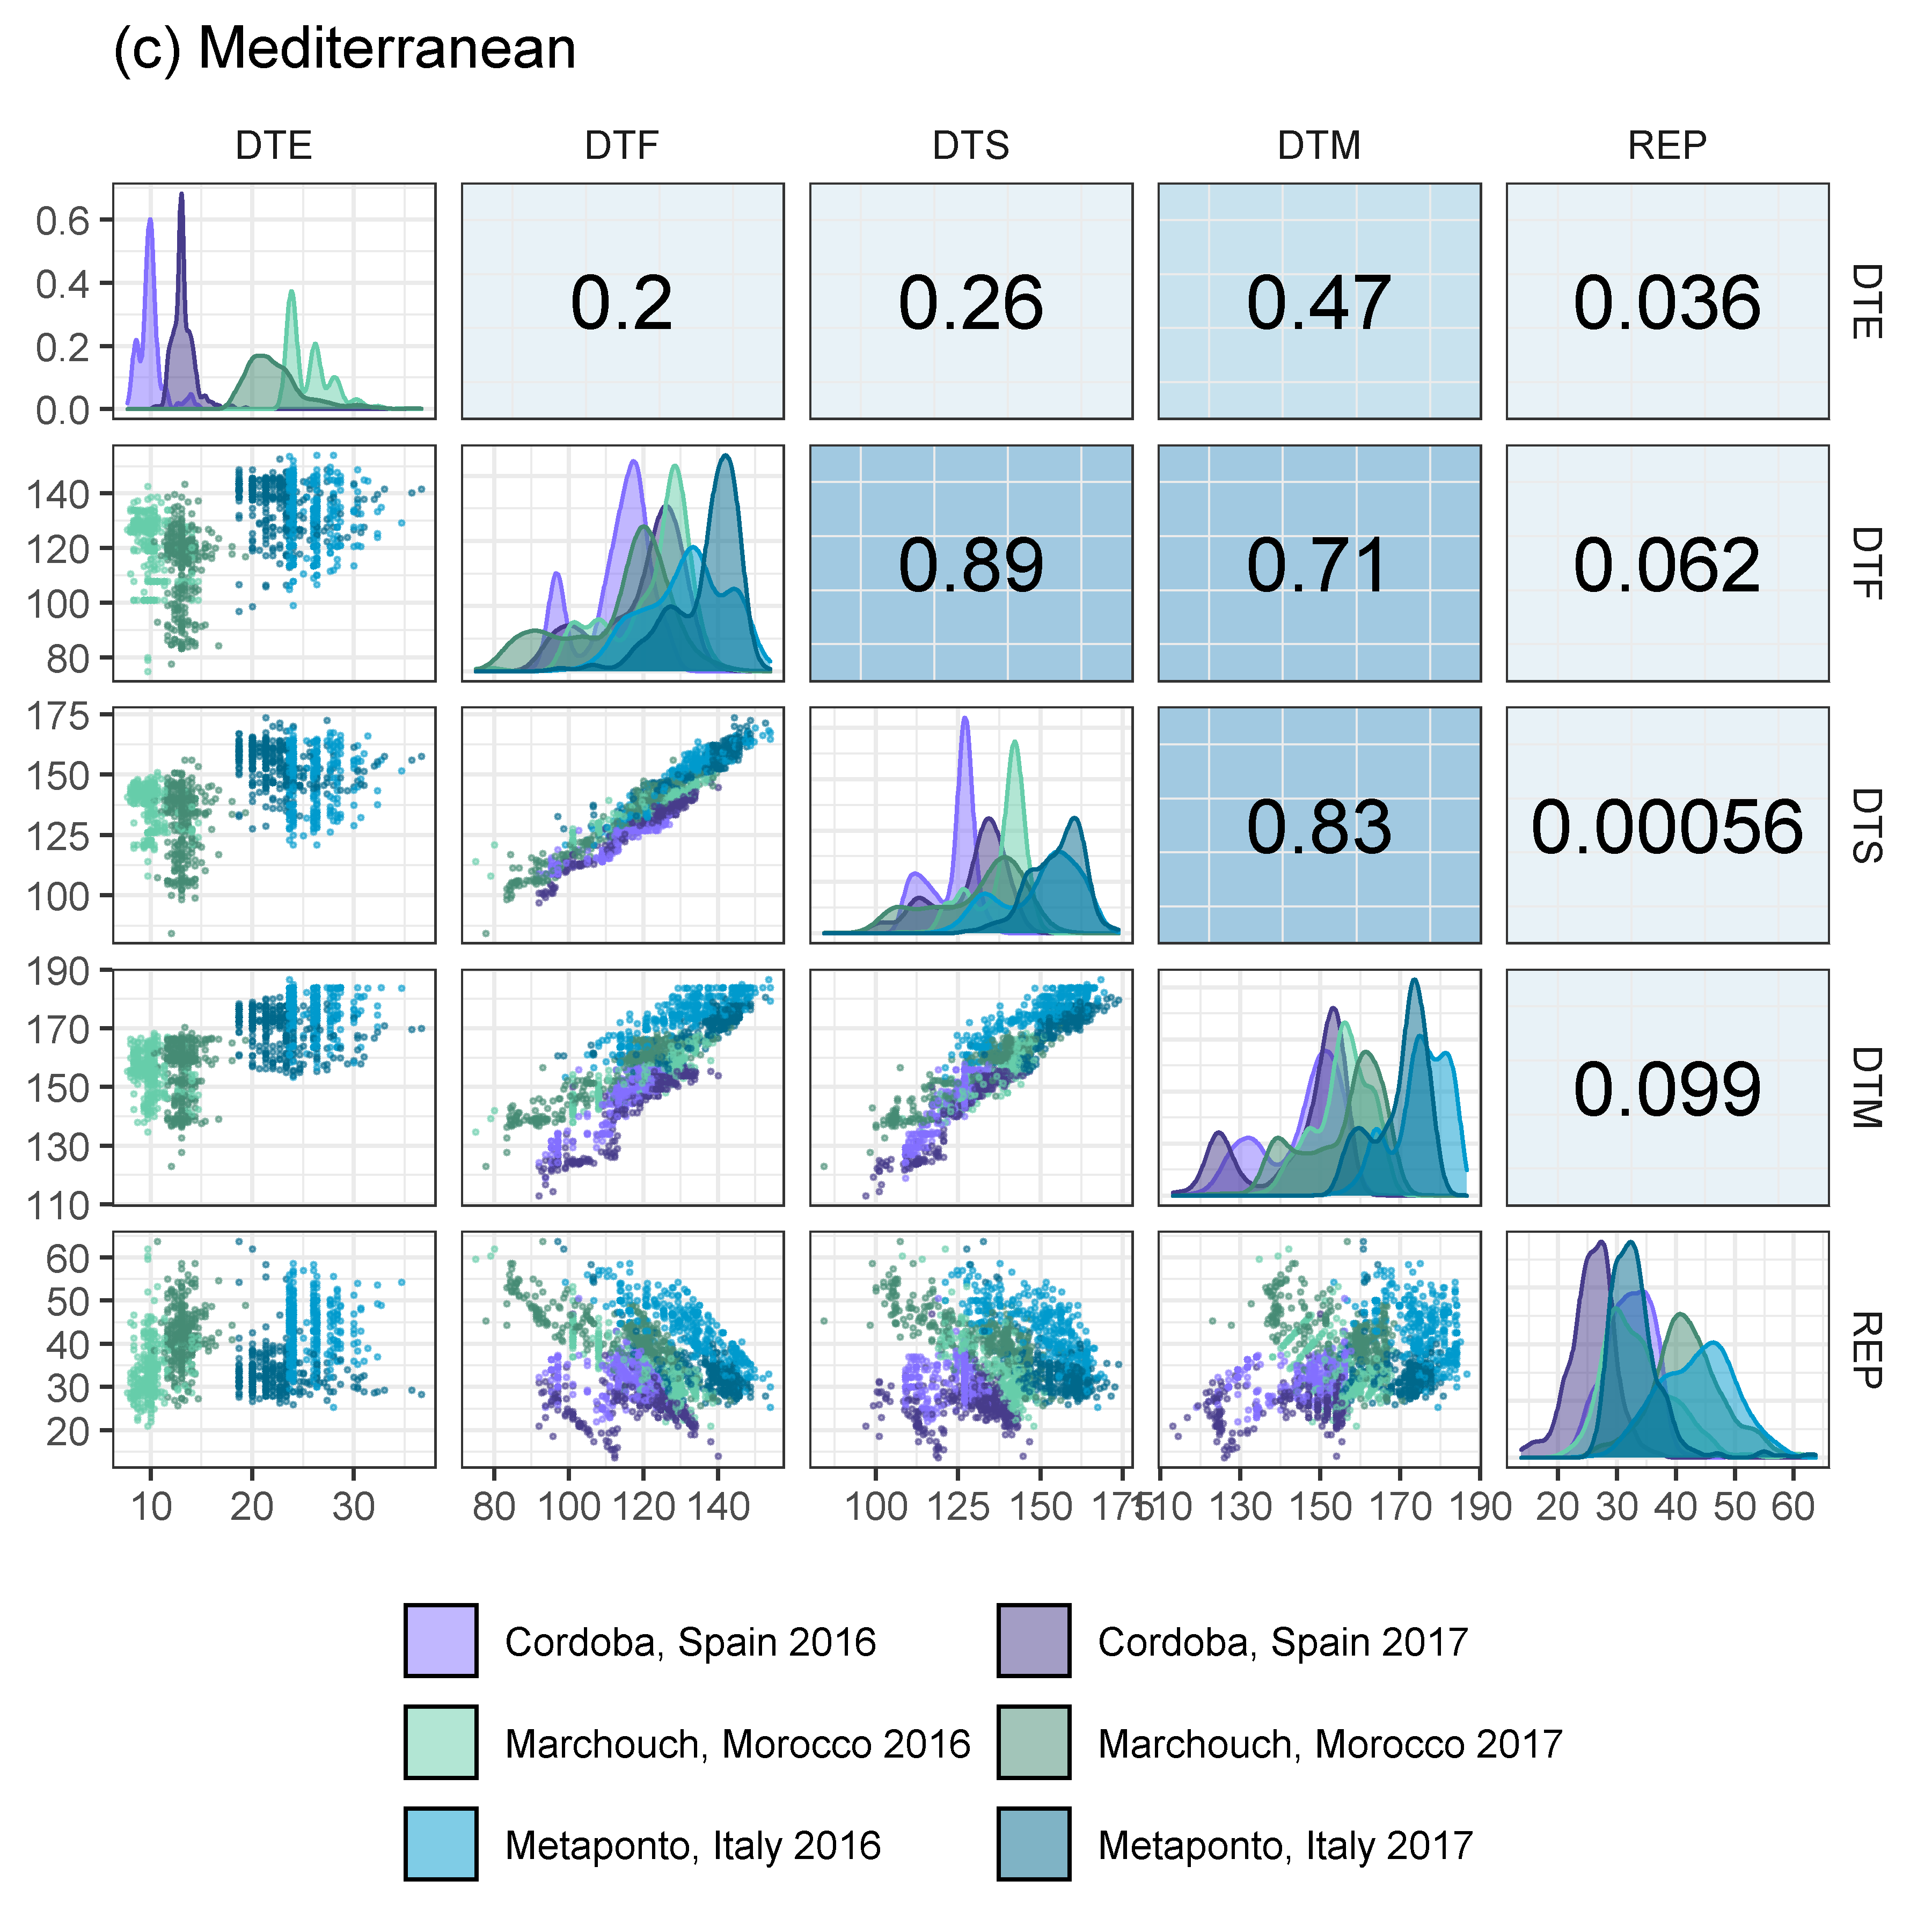 (c) Mediterranean
DTE DTF DTS DTM REP
0.6
0.4
0.2
0.0
0.2 0.26 0.47 0.036 DTE
140
120
100
80
0.89 0.71 0.062 DTF
175
150
125
100
0.83 0.00056 DTS
190
170
150
130
110
0.099 DTM
60
50
40
30
20
REP
10 20 30 80 100 120 140 100 125 150 175 110 130 150 170 190 20 30 40 50 60
Cordoba, Spain 2016 Cordoba, Spain 2017
Marchouch, Morocco 2016 Marchouch, Morocco 2017
Metaponto, Italy 2016 Metaponto, Italy 2017